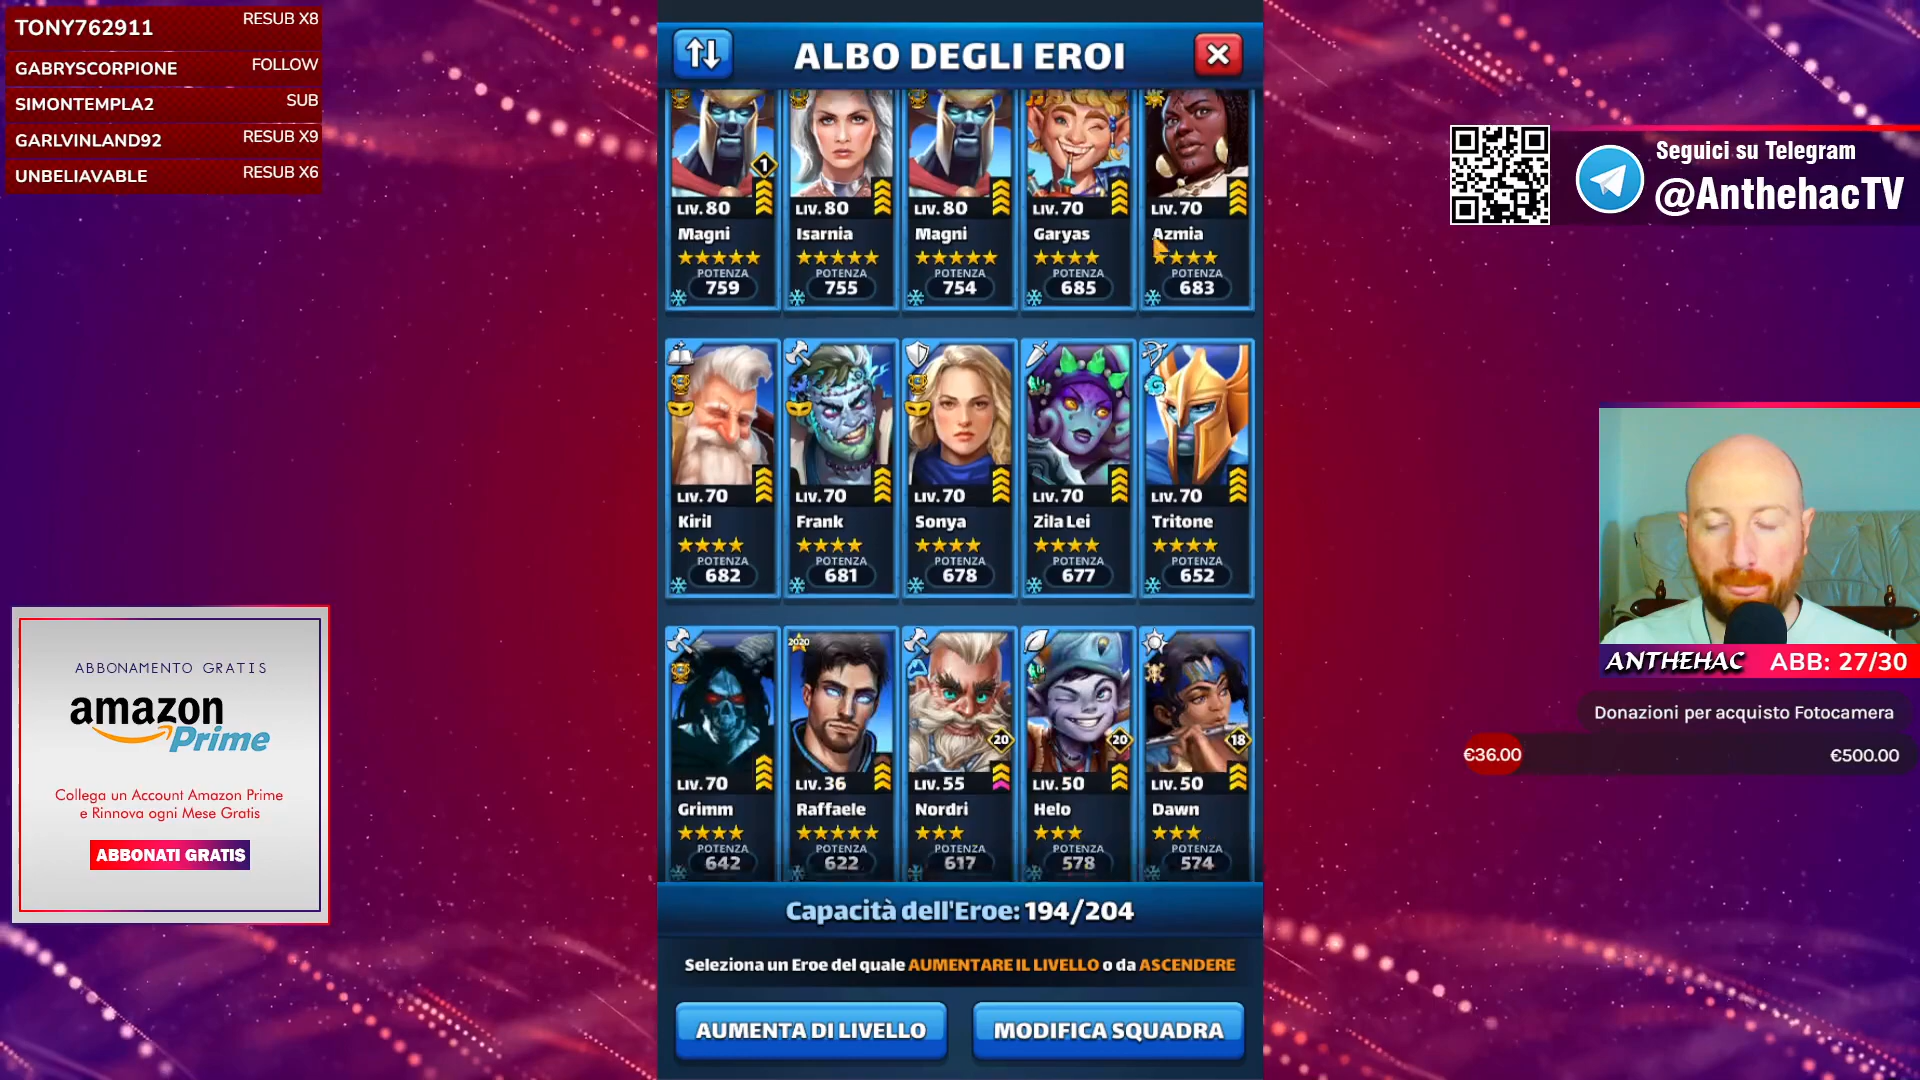 TONY762911 RESUB X8
GABRYSCORPIONE FOLLOW
SIMONTEMPLA2 SUB
GARLVINLAND92 RESUB X9
UNBELIAVABLE RESUB X6
ALBO DEGLI EROI
1
LIV. 80 LIV. 80 LIV. 80 LIV. 70 LIV. 70
Magni Isarnia Magni Garyas Azmia
POTENZA POTENZA POTENZA POTENZA POTENZA
759 755 754 685 683
LIV. 70 LIV. 70 LIV. 70 LIV. 70 LIV. 70
Kiril Frank Sonya Zila Lei Tritone
POTENZA POTENZA POTENZA POTENZA POTENZA
682 681 678 677 652
2020
20 20 18
LIV. 70 LIV. 36 LIV. 55 LIV. 50 LIV. 50
Grimm Raffaele Nordri Helo Dawn
POTENZA POTENZA POTENZA POTENZA POTENZA
642 622 617 578 574
Capacità dell'Eroe: 194/204
Seleziona un Eroe del quale AUMENTARE IL LIVELLO o da ASCENDERE
AUMENTA DI LIVELLO MODIFICA SQUADRA
Seguici su Telegram
@AnthehacTV
ANTHEHAC ABB: 27/30
Donazioni per acquisto Fotocamera
€36.00 €500.00
ABBONAMENTO GRATIS
amazon
Prime
Collega un Account Amazon Prime
e Rinnova ogni Mese Gratis
ABBONATI GRATIS